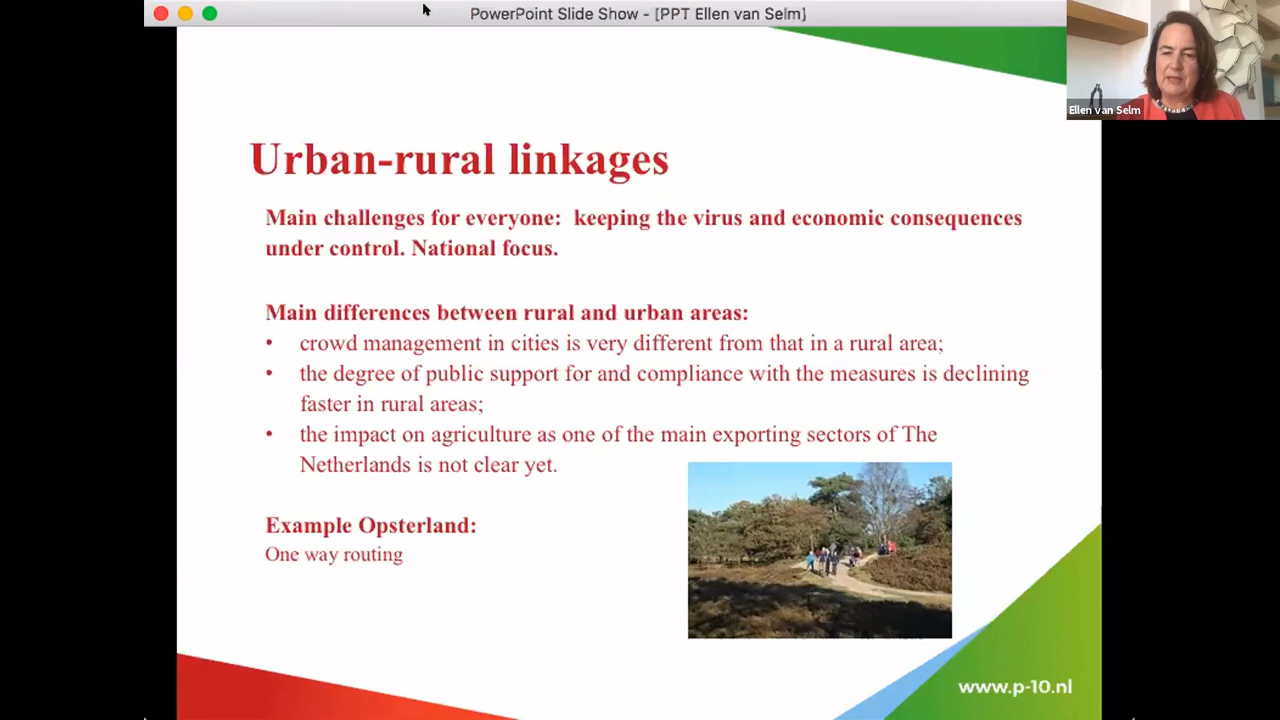 PowerPoint Slide Show - [PPT Ellen van Selm]
Ellen van Selm
Urban-rural linkages
Main challenges for everyone:  keeping the virus and economic consequences
under control. National focus.
Main differences between rural and urban areas:
• crowd management in cities is very different from that in a rural area;
• the degree of public support for and compliance with the measures is declining
faster in rural areas;
• the impact on agriculture as one of the main exporting sectors of The
Netherlands is not clear yet.
Example Opsterland:
One way routing
www.p-10.nl